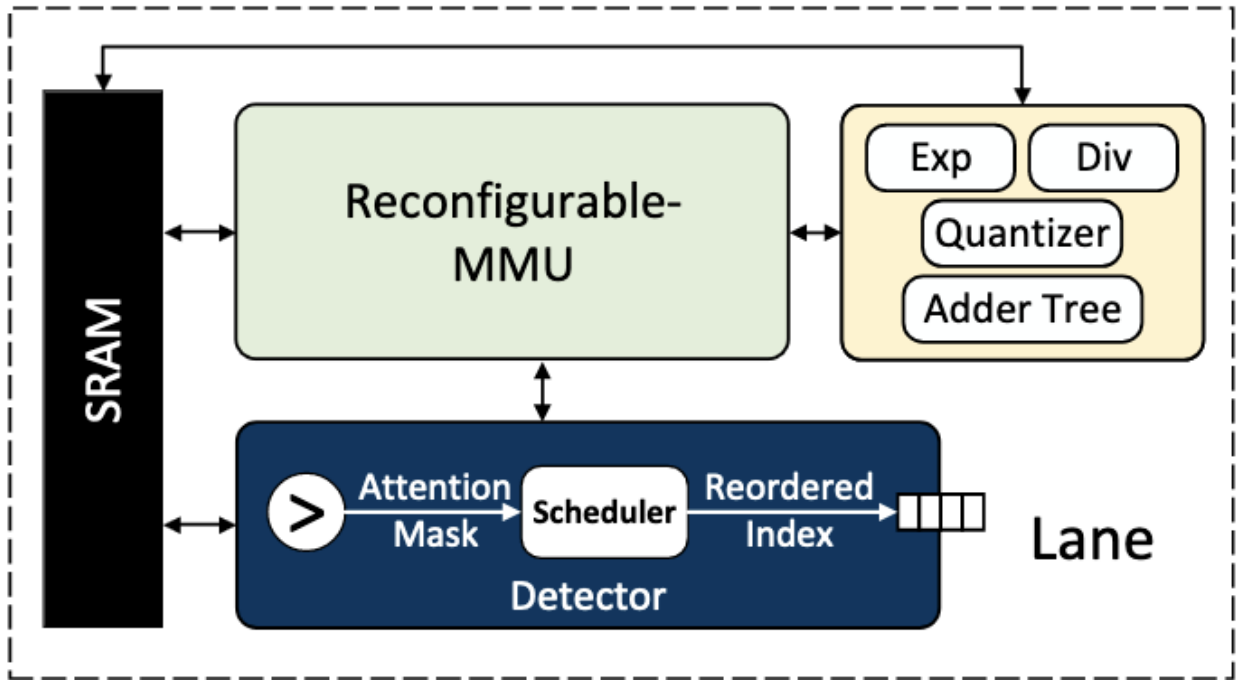 SRAM
Reconfigurable-
MMU
Exp
Div
Quantizer
Adder Tree
>
Attention
Mask
Scheduler
Reordered
Index
Detector
Lane